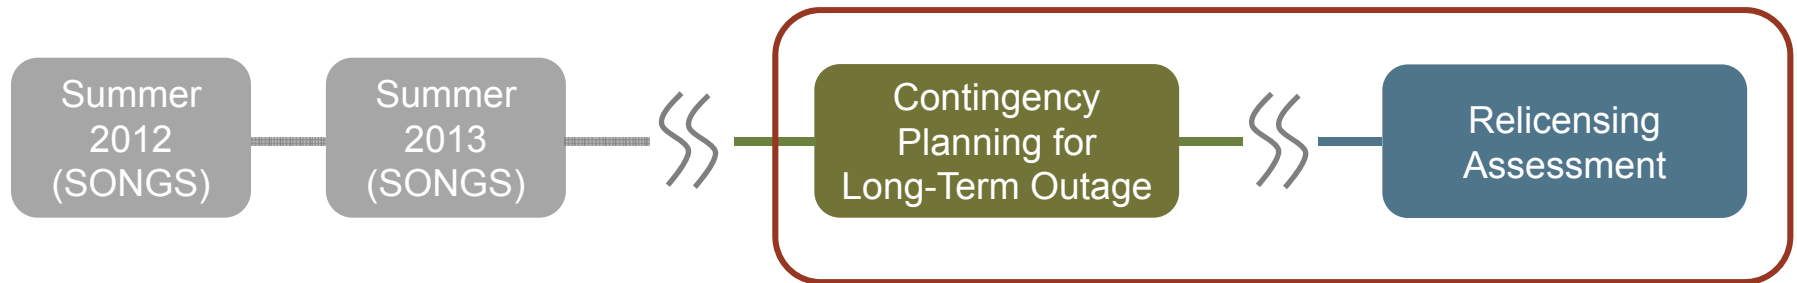 Summer
2012
(SONGS)
Summer
2013
(SONGS)
Contingency
Planning for
Long-Term Outage
Relicensing
Assessment